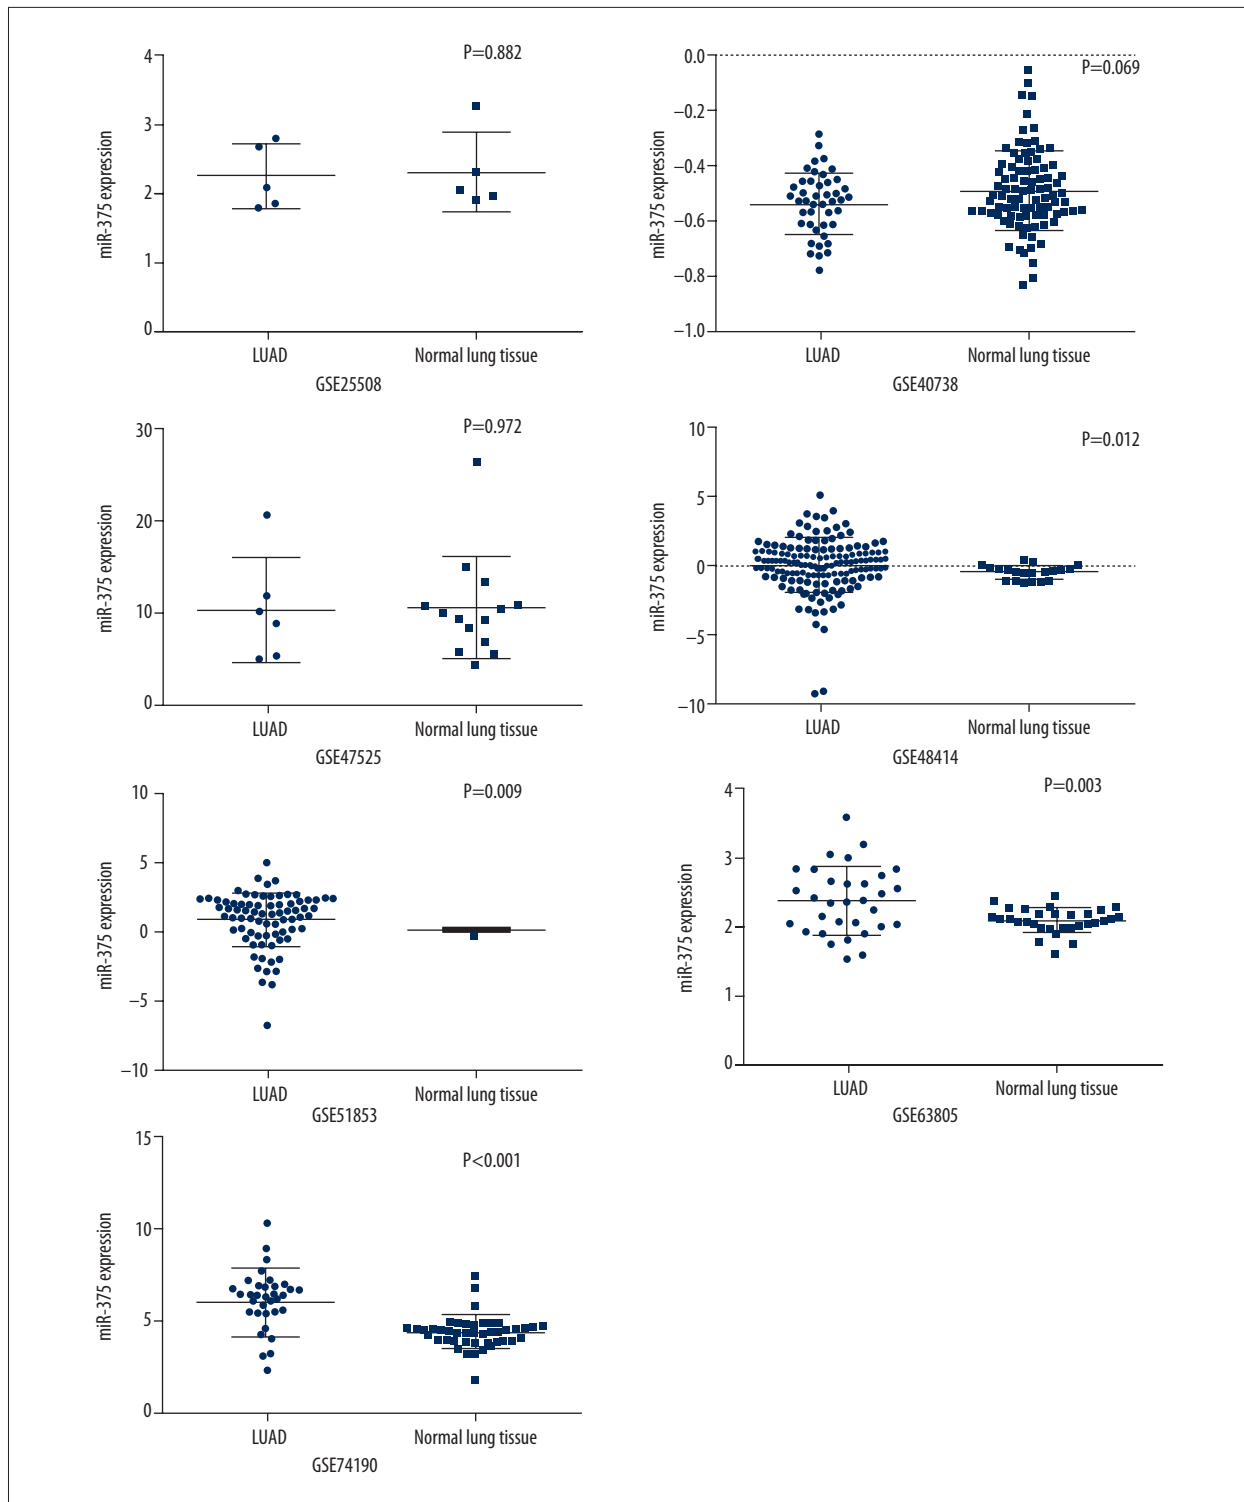 P=0.882
miR-375 expression
4
3
2
1
0
LUAD
Normal lung tissue
GSE25508
P=0.069
miR-375 expression
0.0
−0.2
−0.4
−0.6
−0.8
−1.0
LUAD
Normal lung tissue
GSE40738
P=0.972
miR-375 expression
30
20
10
0
LUAD
Normal lung tissue
GSE47525
P=0.012
miR-375 expression
10
5
0
−5
−10
LUAD
Normal lung tissue
GSE48414
P=0.009
miR-375 expression
10
5
0
−5
−10
LUAD
Normal lung tissue
GSE51853
P=0.003
miR-375 expression
4
3
2
1
0
LUAD
Normal lung tissue
GSE63805
P<0.001
miR-375 expression
15
10
5
0
LUAD
Normal lung tissue
GSE74190